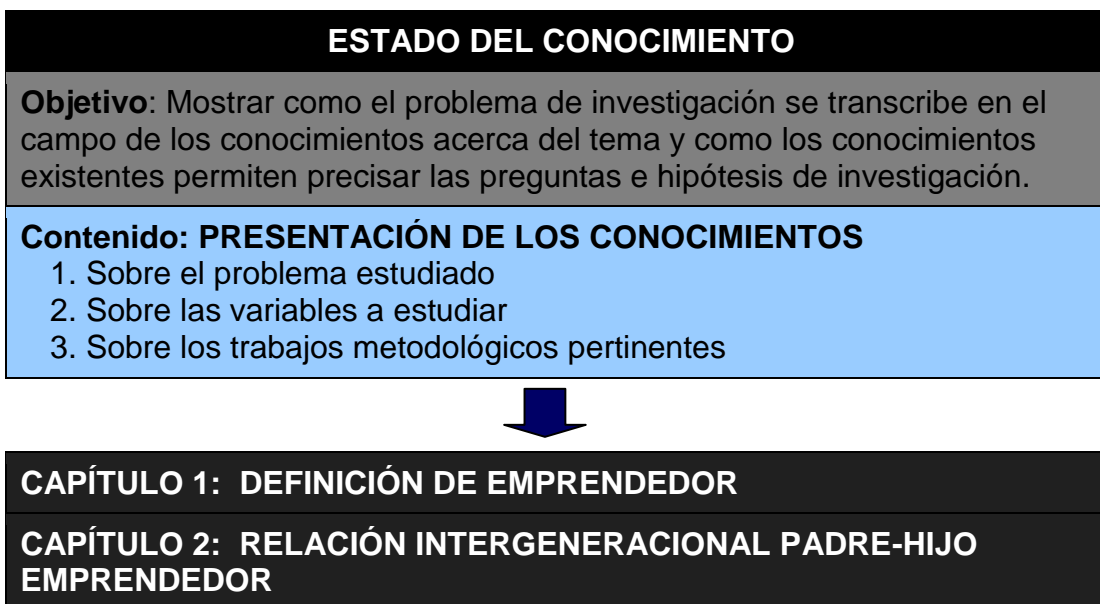 ESTADO DEL CONOCIMIENTO
Objetivo: Mostrar como el problema de investigación se transcribe en el
campo de los conocimientos acerca del tema y como los conocimientos
existentes permiten precisar las preguntas e hipótesis de investigación.
Contenido: PRESENTACIÓN DE LOS CONOCIMIENTOS
1. Sobre el problema estudiado
2. Sobre las variables a estudiar
3. Sobre los trabajos metodológicos pertinentes
CAPÍTULO 1: DEFINICIÓN DE EMPRENDEDOR
CAPÍTULO 2: RELACIÓN INTERGENERACIONAL PADRE-HIJO
EMPRENDEDOR